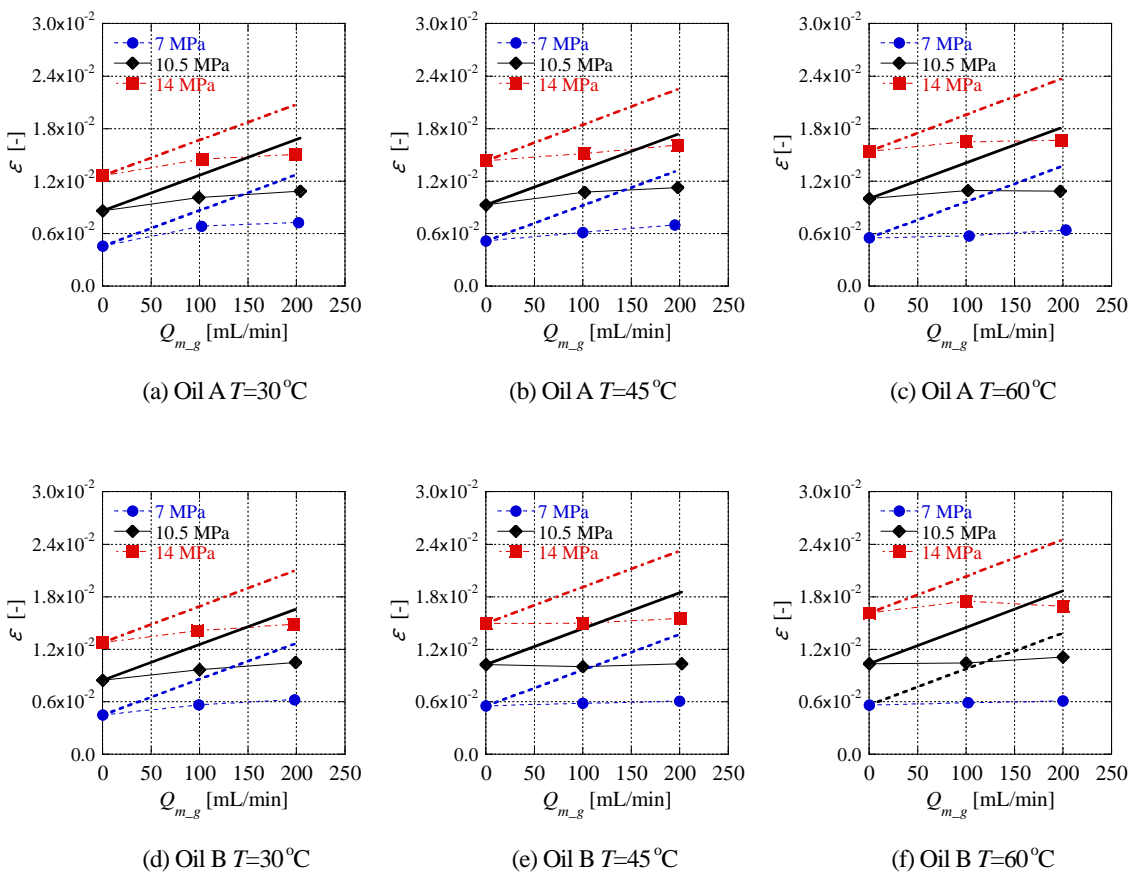 3.0x10-2
2.4x10-2
1.8x10-2
1.2x10-2
0.6x10-2
0.0
ε [-]
7 MPa
10.5 MPa
14 MPa
0 50 100 150 200 250
Qm_g [mL/min]
(a) Oil A T=30°C
3.0x10-2
2.4x10-2
1.8x10-2
1.2x10-2
0.6x10-2
0.0
ε [-]
7 MPa
10.5 MPa
14 MPa
0 50 100 150 200 250
Qm_g [mL/min]
(b) Oil A T=45°C
3.0x10-2
2.4x10-2
1.8x10-2
1.2x10-2
0.6x10-2
0.0
ε [-]
7 MPa
10.5 MPa
14 MPa
0 50 100 150 200 250
Qm_g [mL/min]
(c) Oil A T=60°C
3.0x10-2
2.4x10-2
1.8x10-2
1.2x10-2
0.6x10-2
0.0
ε [-]
7 MPa
10.5 MPa
14 MPa
0 50 100 150 200 250
Qm_g [mL/min]
(d) Oil B T=30°C
3.0x10-2
2.4x10-2
1.8x10-2
1.2x10-2
0.6x10-2
0.0
ε [-]
7 MPa
10.5 MPa
14 MPa
0 50 100 150 200 250
Qm_g [mL/min]
(e) Oil B T=45°C
3.0x10-2
2.4x10-2
1.8x10-2
1.2x10-2
0.6x10-2
0.0
ε [-]
7 MPa
10.5 MPa
14 MPa
0 50 100 150 200 250
Qm_g [mL/min]
(f) Oil B T=60°C